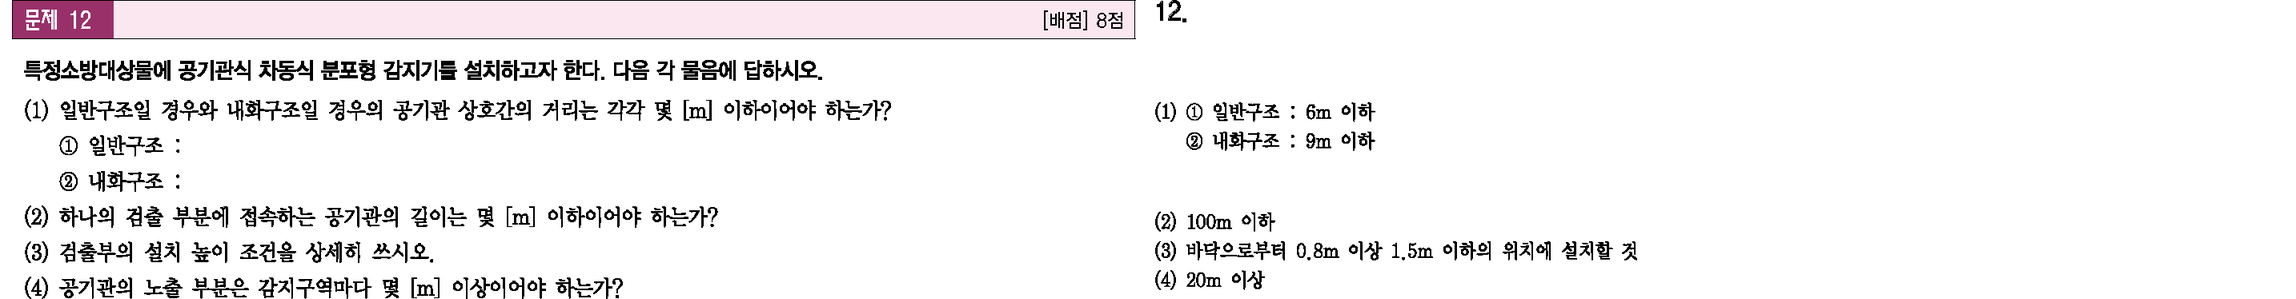 문제 12
[배점] 8점
특정소방대상물에 공기관식 차동식 분포형 감지기를 설치하고자 한다. 다음 각 물음에 답하시오.
(1) 일반구조일 경우와 내화구조일 경우의 공기관 상호간의 거리는 각각 몇 [m] 이하이어야 하는가?
① 일반구조 :
② 내화구조 :
(2) 하나의 검출 부분에 접속하는 공기관의 길이는 몇 [m] 이하이어야 하는가?
(3) 검출부의 설치 높이 조건을 상세히 쓰시오.
(4) 공기관의 노출 부분은 감지구역마다 몇 [m] 이상이어야 하는가?
12.
(1) ① 일반구조 : 6m 이하
② 내화구조 : 9m 이하
(2) 100m 이하
(3) 바닥으로부터 0.8m 이상 1.5m 이하의 위치에 설치할 것
(4) 20m 이상